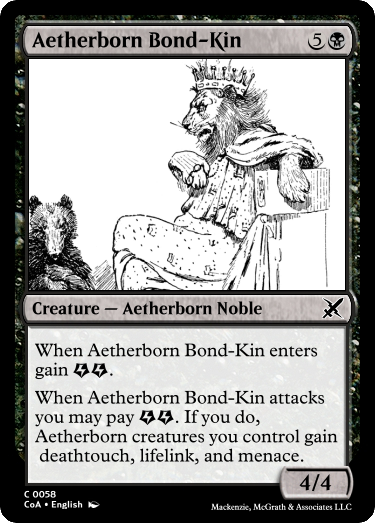 Aetherborn Bond-Kin 5
Creature — Aetherborn Noble
When Aetherborn Bond-Kin enters
gain .
When Aetherborn Bond-Kin attacks
you may pay . If you do,
Aetherborn creatures you control gain
deathtouch, lifelink, and menace.
4/4
C 0058
CoA • English
Mackenzie, McGrath & Associates LLC